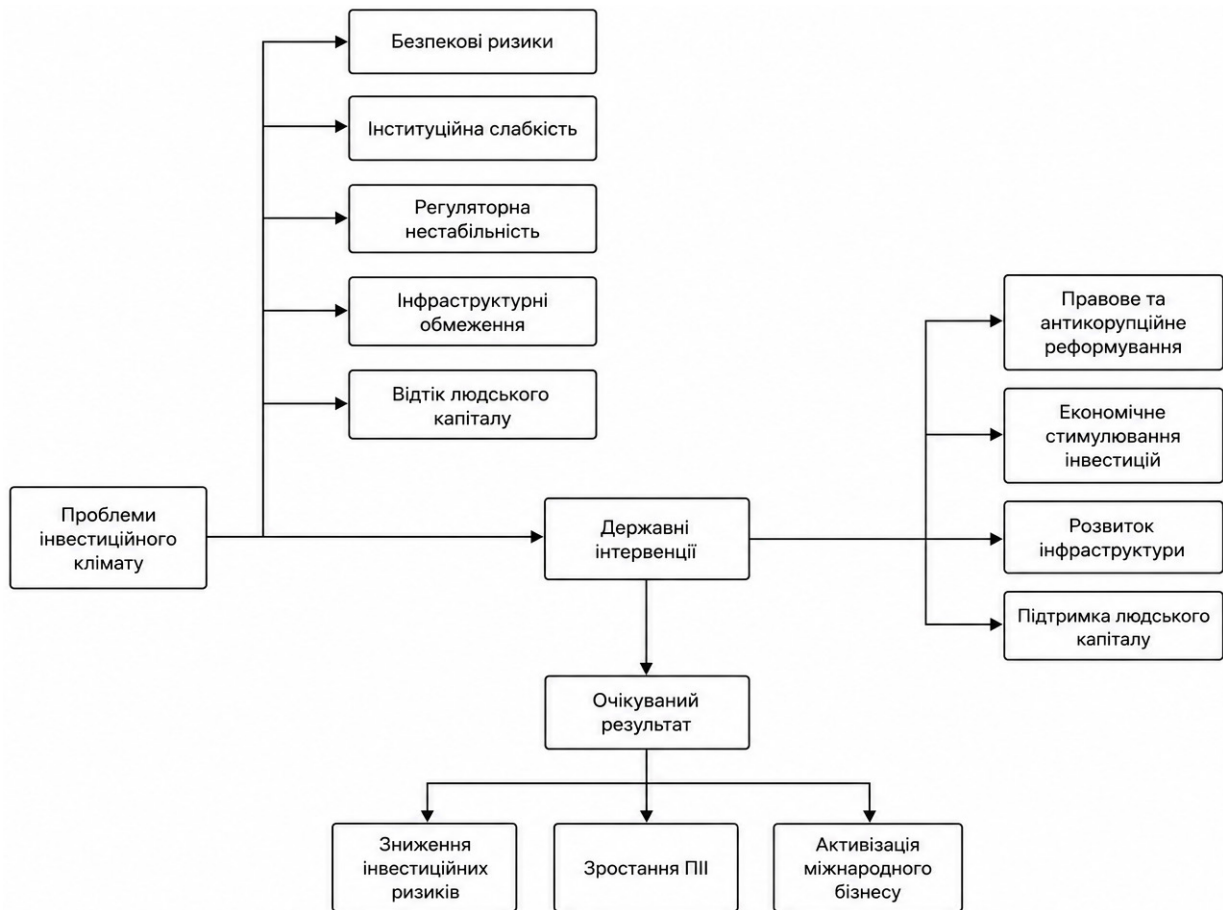 Безпекові ризики
Інституційна слабкість
Регуляторна
нестабільність
Інфраструктурні
обмеження
Відтік людського
капіталу
Проблеми
інвестиційного
клімату
Державні
інтервенції
Правове та
антикорупційне
реформування
Економічне
стимулювання
інвестицій
Розвиток
інфраструктури
Підтримка людського
капіталу
Очікуваний
результат
Зниження
інвестиційних
ризиків
Зростання ПІІ
Активізація
міжнародного
бізнесу